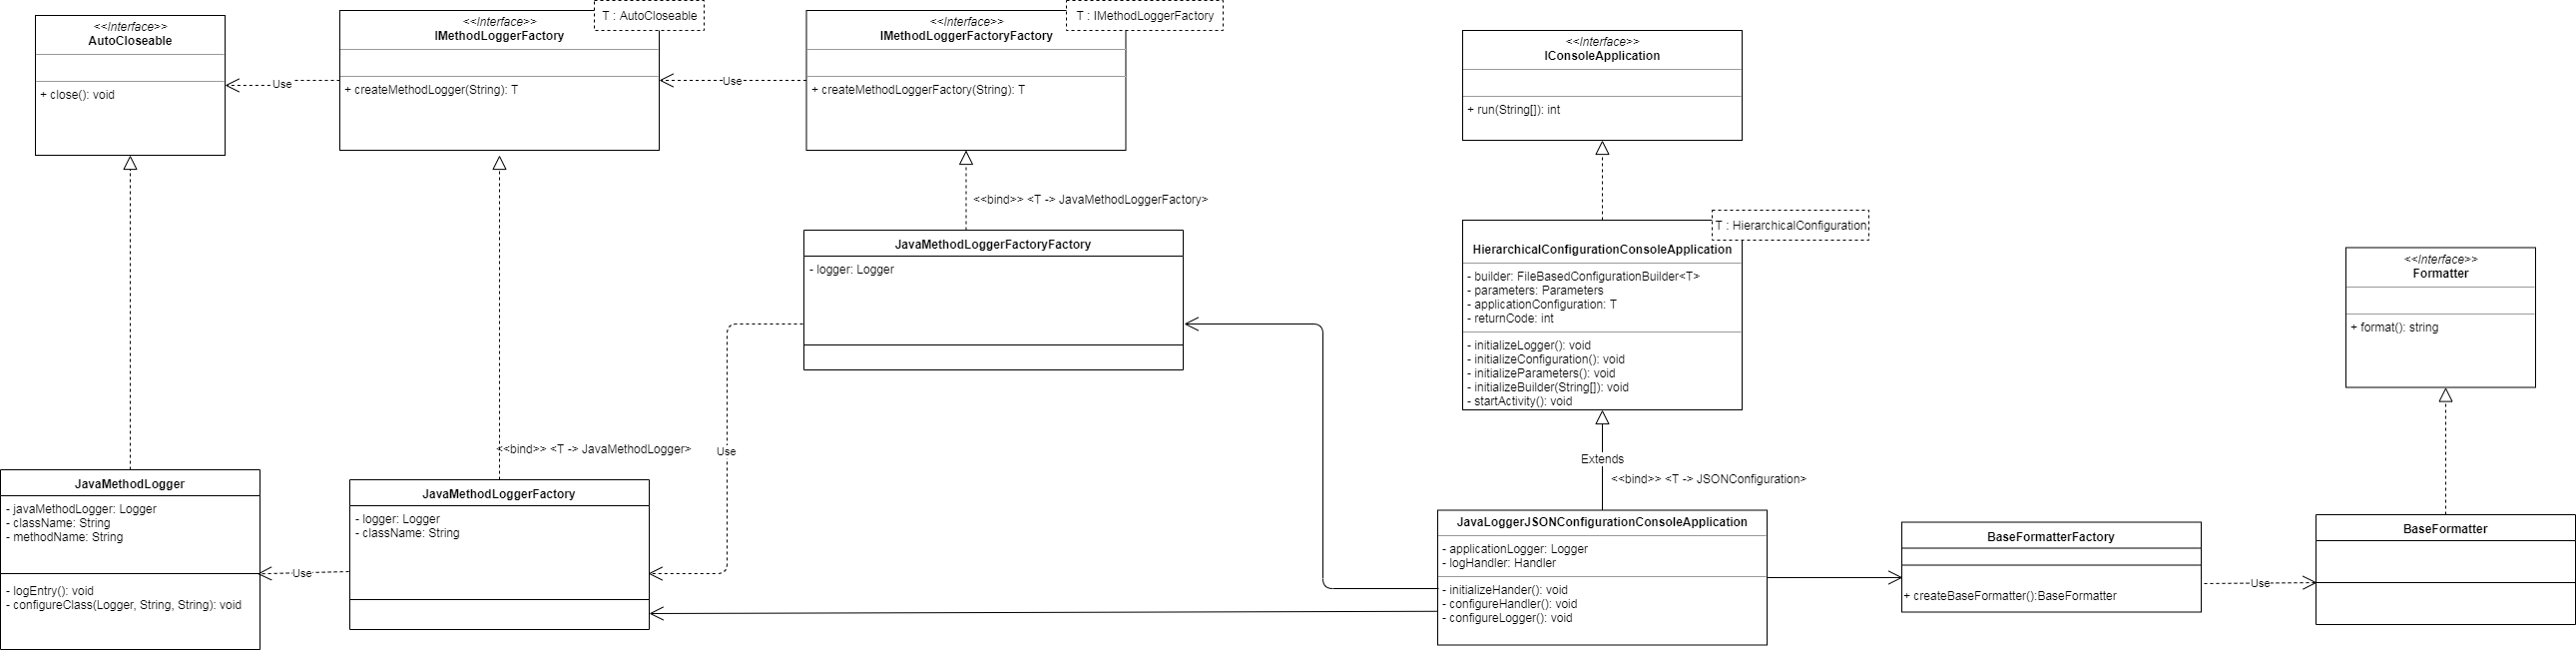 <<Interface>>
AutoCloseable
+ close(): void
Use
<<Interface>>
IMethodLoggerFactory
T : AutoCloseable
+ createMethodLogger(String): T
Use
<<Interface>>
IMethodLoggerFactoryFactory
T : IMethodLoggerFactory
+ createMethodLoggerFactory(String): T
<<Interface>>
IConsoleApplication
+ run(String[]): int
<<bind>> <T -> JavaMethodLoggerFactory>
JavaMethodLoggerFactoryFactory
- logger: Logger
T : HierarchicalConfiguration
HierarchicalConfigurationConsoleApplication
- builder: FileBasedConfigurationBuilder<T>
- parameters: Parameters
- applicationConfiguration: T
- returnCode: int
- initializeLogger(): void
- initializeConfiguration(): void
- initializeParameters(): void
- initializeBuilder(String[]): void
- startActivity(): void
<<Interface>>
Formatter
+ format(): string
<<bind>> <T -> JavaMethodLogger>
Use
Extends
<<bind>> <T -> JSONConfiguration>
JavaMethodLogger
- javaMethodLogger: Logger
- className: String
- methodName: String
- logEntry(): void
- configureClass(Logger, String, String): void
Use
JavaMethodLoggerFactory
- logger: Logger
- className: String
JavaLoggerJSONConfigurationConsoleApplication
- applicationLogger: Logger
- logHandler: Handler
- initializeHander(): void
- configureHandler(): void
- configureLogger(): void
BaseFormatterFactory
+ createBaseFormatter():BaseFormatter
Use
BaseFormatter